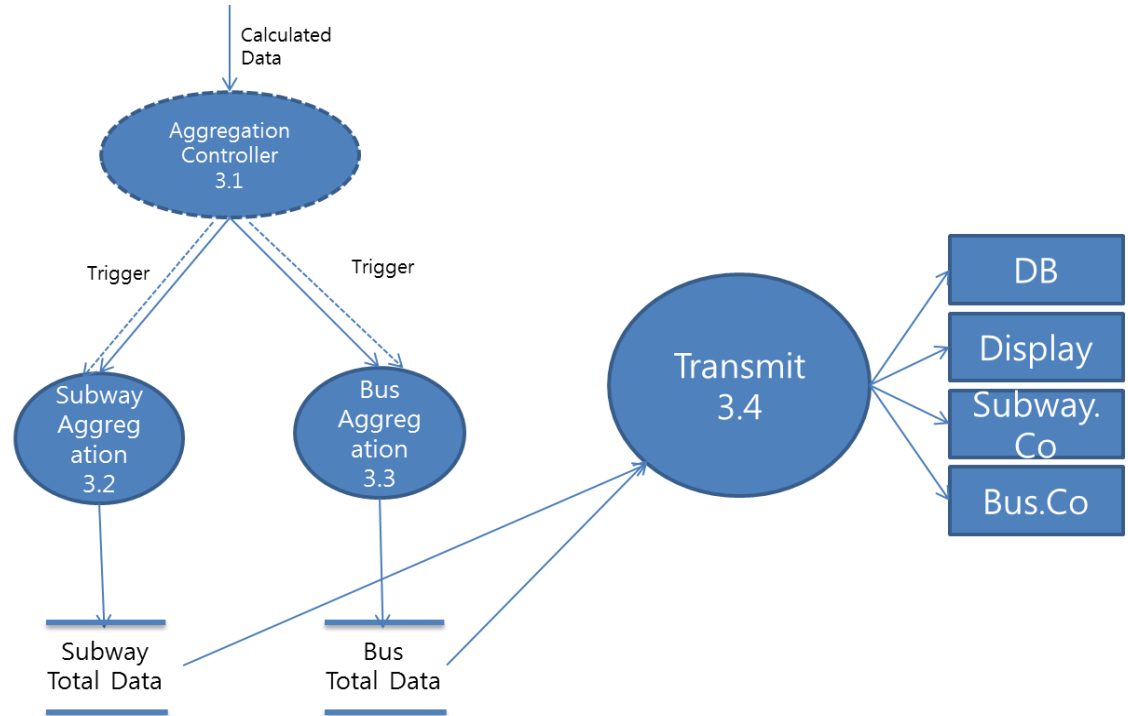 Calculated
Data
Aggregation
Controller
3.1
Trigger
Trigger
Subway
Aggreg
ation
3.2
Bus
Aggreg
ation
3.3
Transmit
3.4
DB
Display
Subway.
Co
Bus.Co
Subway
Total Data
Bus
Total Data